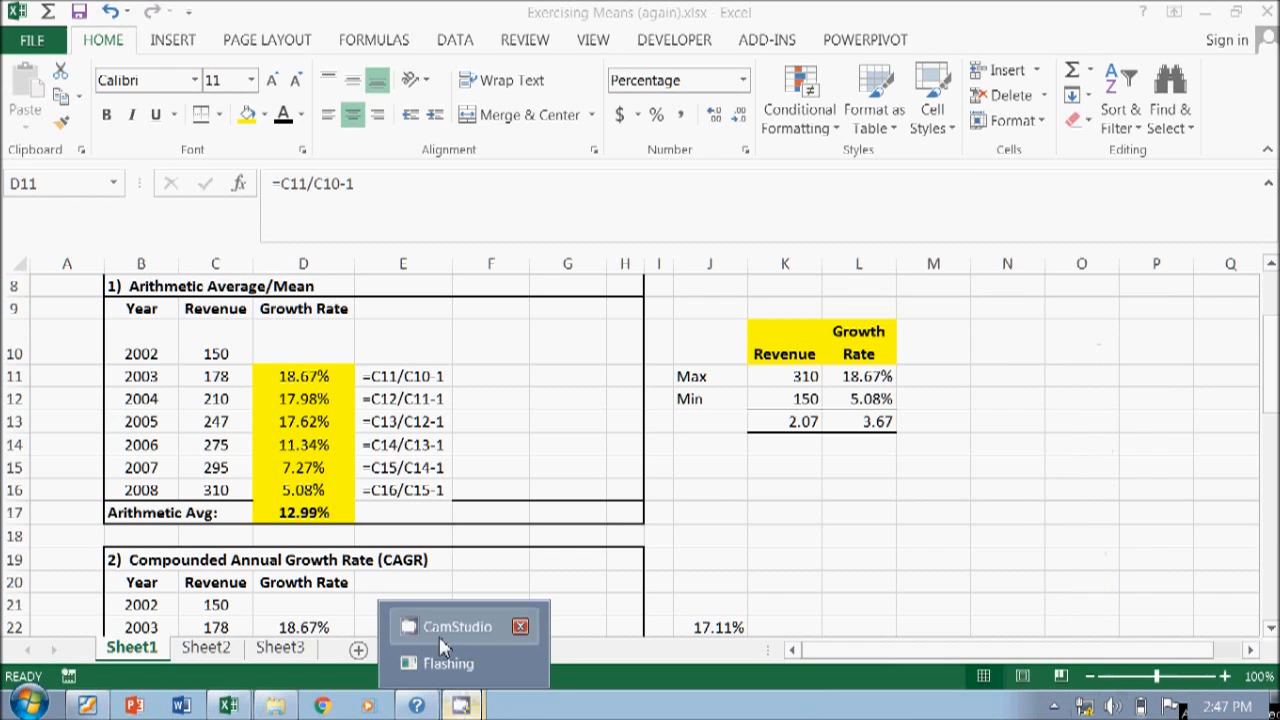 Exercising Means (again).xlsx - Excel
FILE HOME INSERT PAGE LAYOUT FORMULAS DATA REVIEW VIEW DEVELOPER ADD-INS POWERPIVOT Sign in
Paste Calibri 11 Wrap Text Percentage Conditional Formatting Format as Table Cell Styles Insert Sort & Filter Find & Select
B I U Merge & Center $ % , Delete
Format
Clipboard Font Alignment Number Styles Cells Editing
D11 fx =C11/C10-1
A B C D E F G H I J K L M N O P Q
8 1) Arithmetic Average/Mean
9 Year Revenue Growth Rate
10 2002 150 Revenue Growth Rate
11 2003 178 18.67% =C11/C10-1 Max 310 18.67%
12 2004 210 17.98% =C12/C11-1 Min 150 5.08%
13 2005 247 17.62% =C13/C12-1 2.07 3.67
14 2006 275 11.34% =C14/C13-1
15 2007 295 7.27% =C15/C14-1
16 2008 310 5.08% =C16/C15-1
17 Arithmetic Avg: 12.99%
18
19 2) Compounded Annual Growth Rate (CAGR)
20 Year Revenue Growth Rate
21 2002 150
22 2003 178 18.67% 17.11%
CamStudio
Flashing
Sheet1 Sheet2 Sheet3
READY 100%
2:47 PM